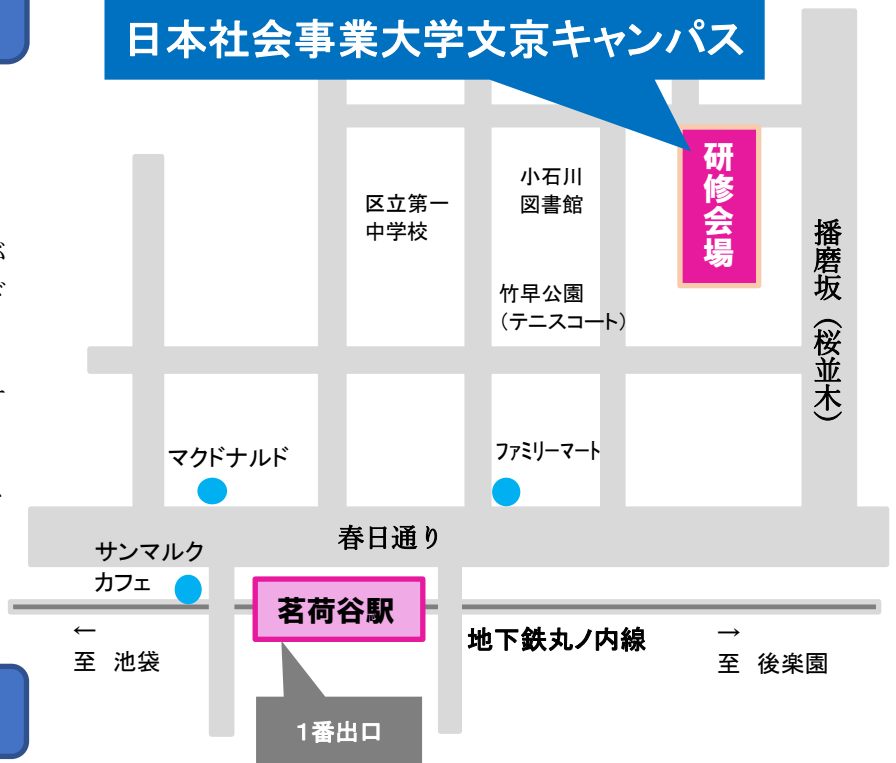 日本社会事業大学文京キャンパス
研修会場
小石川
図書館
区立第一
中学校
播磨坂（桜並木）
竹早公園
（テニスコート）
マクドナルド
ファミリーマート
春日通り
サンマルク
カフェ
茗荷谷駅
地下鉄丸ノ内線
←
至 池袋
→
至 後楽園
1番出口